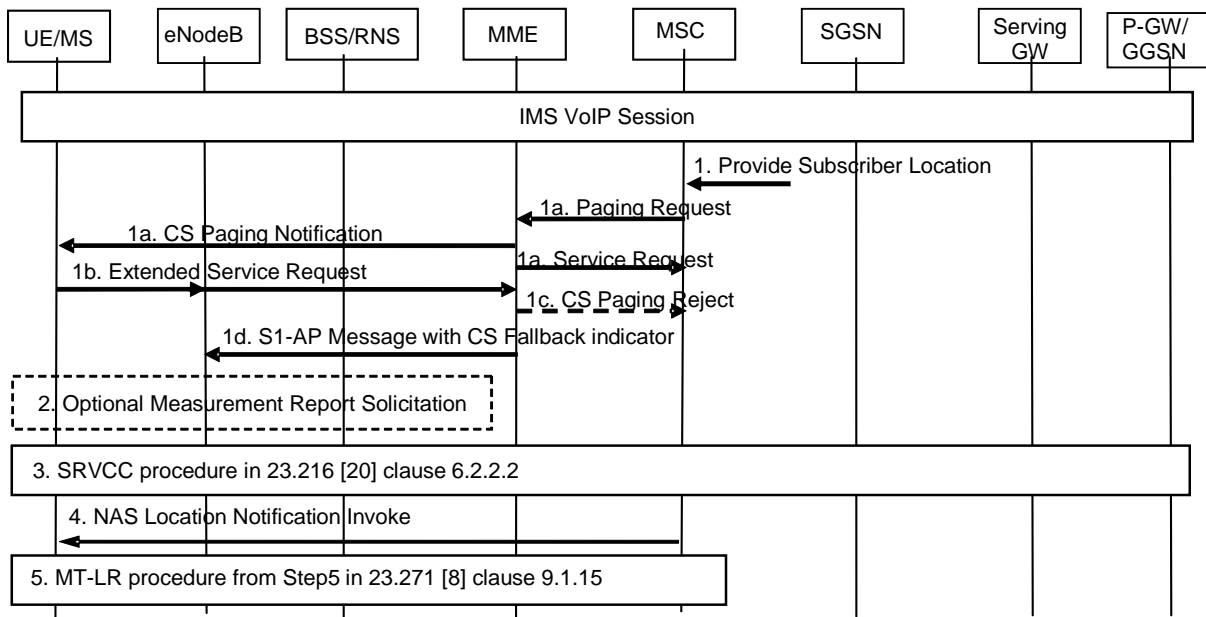 UE/MS
eNodeB
BSS/RNS
MME
MSC
SGSN
Serving
GW
P-GW/
GGSN
IMS VoIP Session
1. Provide Subscriber Location
1a. Paging Request
1a. CS Paging Notification
1a. Service Request
1b. Extended Service Request
1c. CS Paging Reject
1d. S1-AP Message with CS Fallback indicator
2. Optional Measurement Report Solicitation
3. SRVCC procedure in 23.216 [20] clause 6.2.2.2
4. NAS Location Notification Invoke
5. MT-LR procedure from Step5 in 23.271 [8] clause 9.1.15